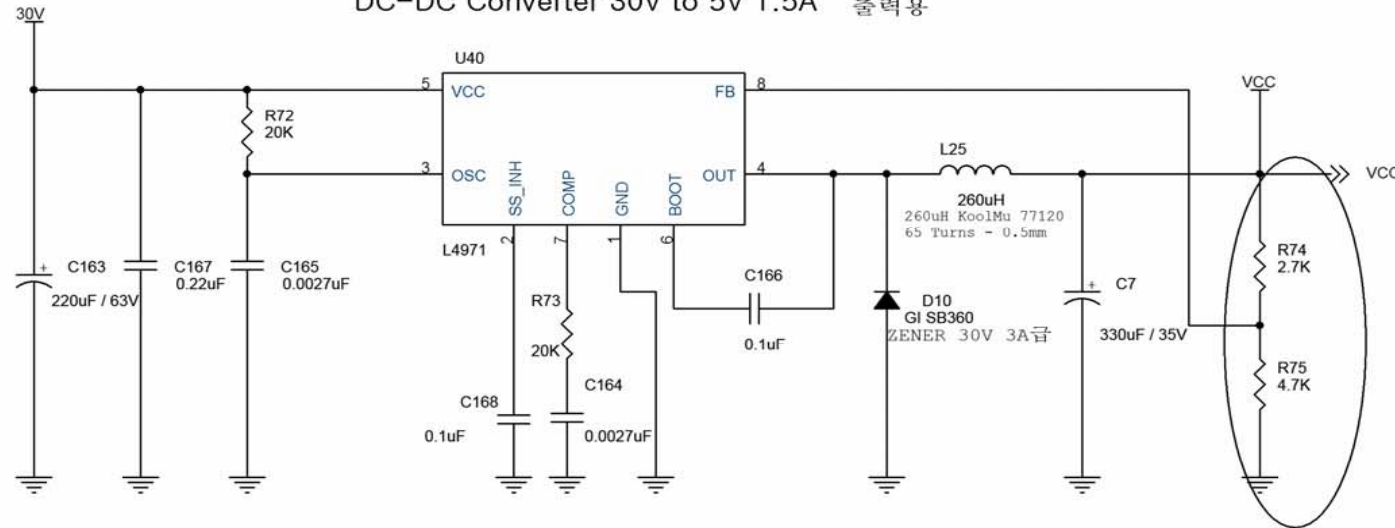 DC-DC Converter 30V to 5V 1.5A 출력용
30V
U40
5
VCC
FB
8
VCC
R72
20K
3
OSC
SS_INH
COMP
GND
BOOT
OUT
4
L25
VCC
260uH
260uH KoolMu 77120
65 Turns - 0.5mm
L4971
2
7
1
6
R74
2.7K
C163
220uF / 63V
C167
0.22uF
C165
0.0027uF
C166
0.1uF
R73
20K
D10
GI SB360
ZENER 30V 3A급
C7
330uF / 35V
R75
4.7K
C168
0.1uF
C164
0.0027uF